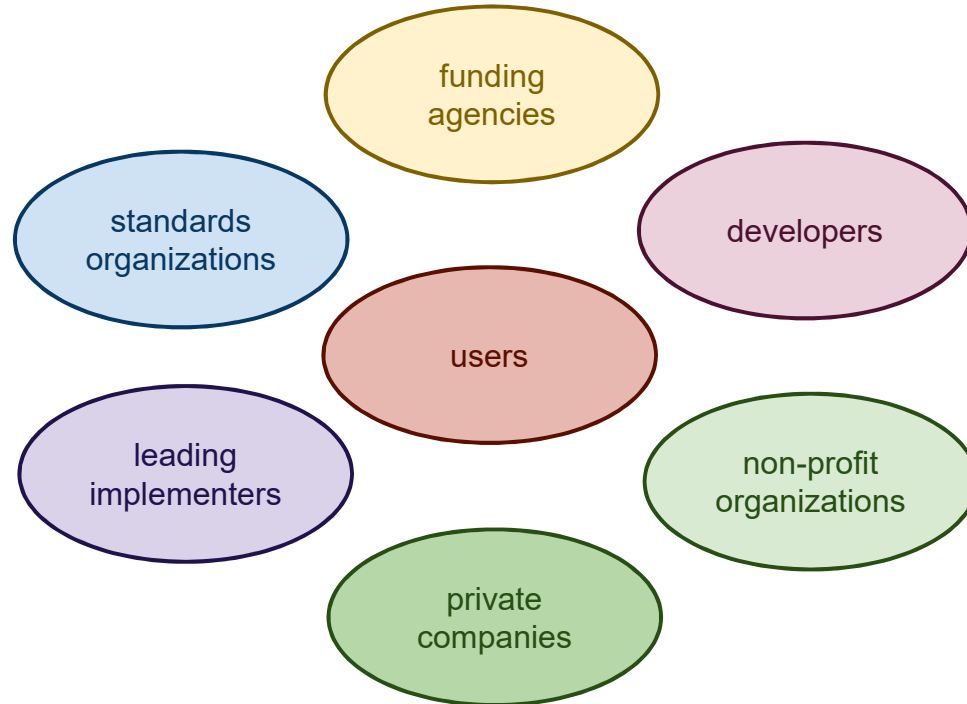 funding
agencies
standards
organizations
developers
users
leading
implementers
non-profit
organizations
private
companies